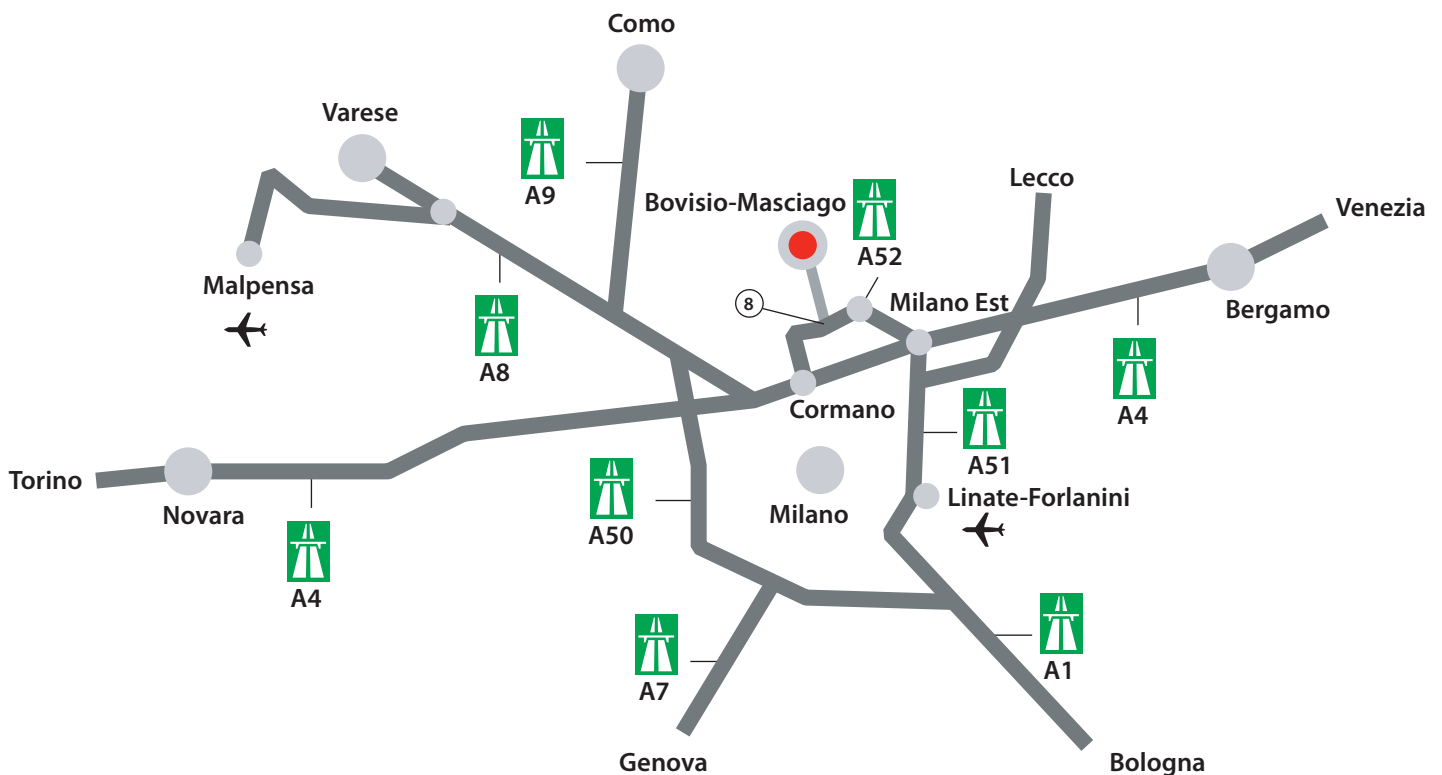 Como
Varese
A9
Lecco
Bovisio-Masciago
Venezia
A52
Malpensa
8
Milano Est
Bergamo
A8
Cormano
A4
A51
Torino
Linate-Forlanini
Novara
Milano
A50
A4
A1
A7
Genova
Bologna